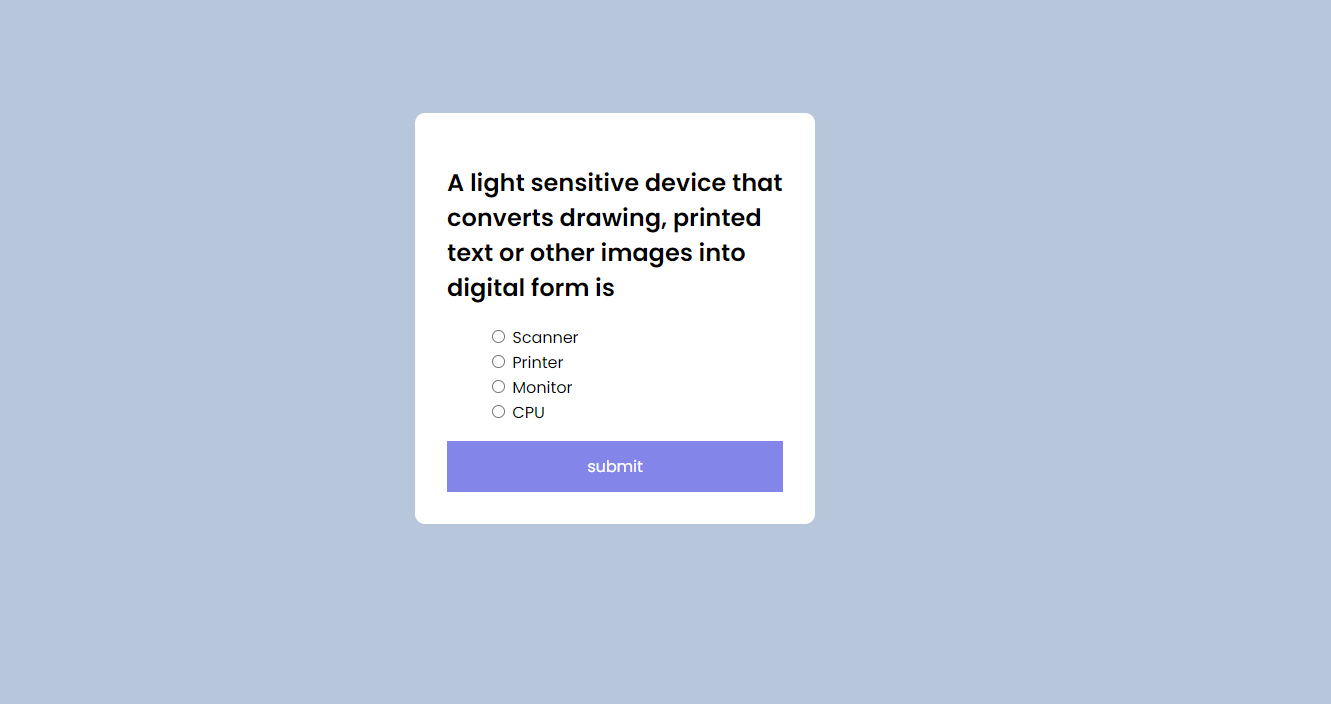 A light sensitive device that
converts drawing, printed
text or other images into
digital form is
Scanner
Printer
Monitor
CPU
submit